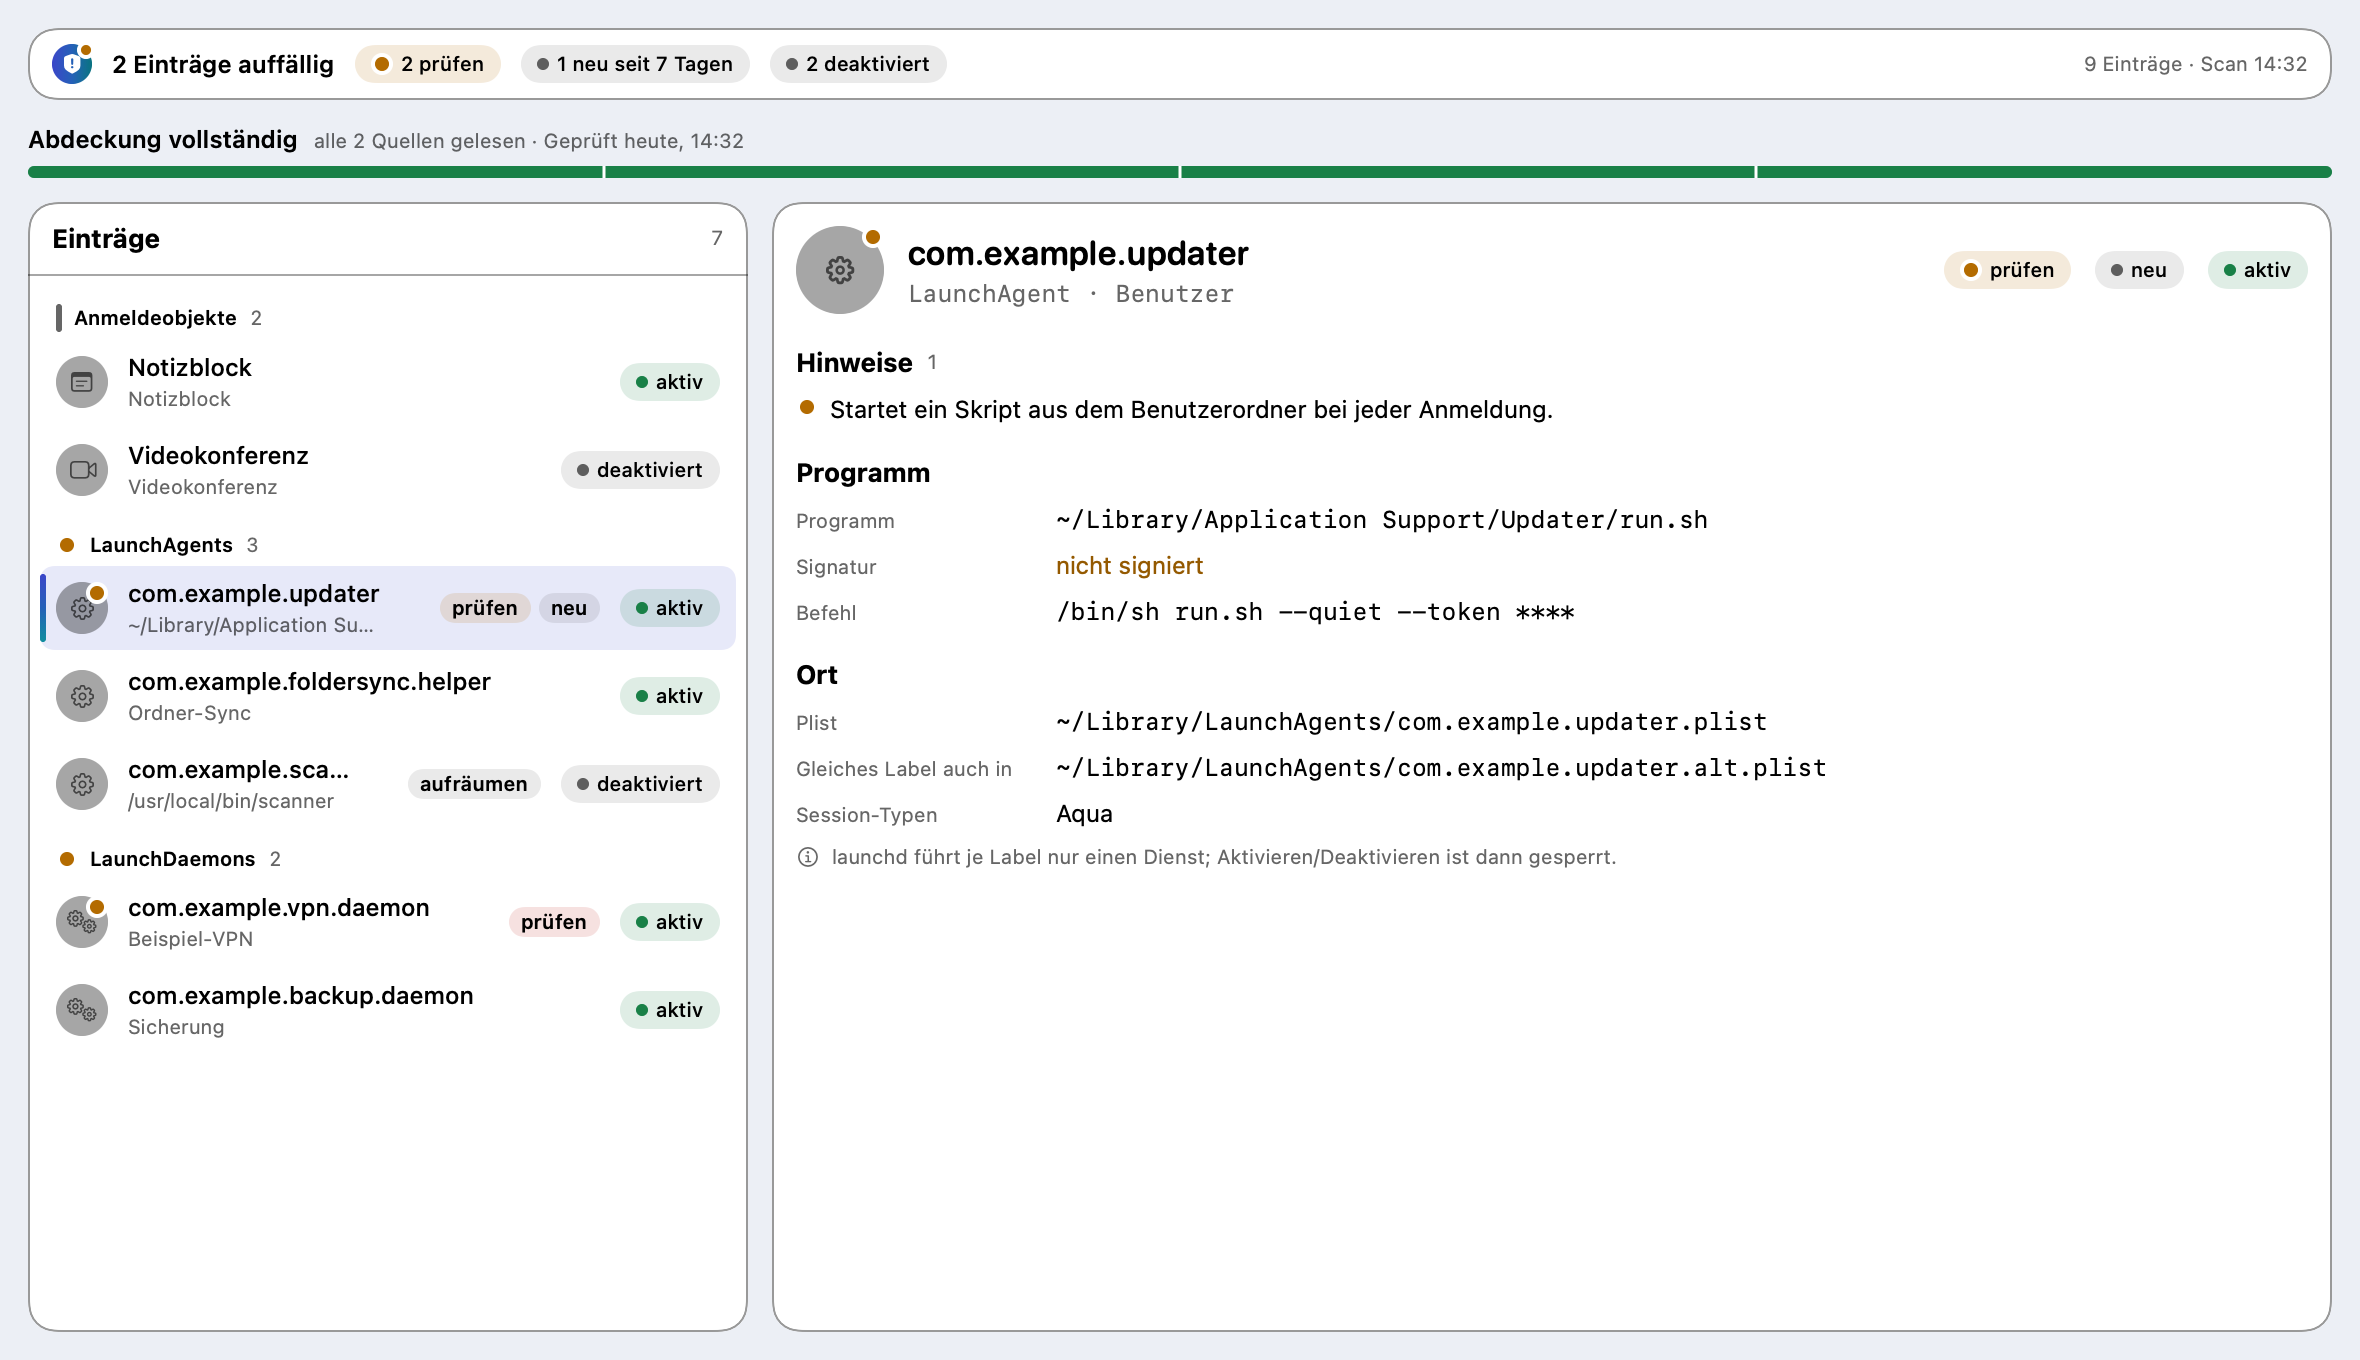 2 Einträge auffällig 2 prüfen 1 neu seit 7 Tagen 2 deaktiviert 9 Einträge · Scan 14:32
Abdeckung vollständig alle 2 Quellen gelesen · Geprüft heute, 14:32
Einträge 7
Anmeldeobjekte 2
Notizblock
Notizblock
aktiv
Videokonferenz
Videokonferenz
deaktiviert
LaunchAgents 3
com.example.updater
~/Library/Application Su...
prüfen neu aktiv
com.example.foldersync.helper
Ordner-Sync
aktiv
com.example.sca...
/usr/local/bin/scanner
aufräumen deaktiviert
LaunchDaemons 2
com.example.vpn.daemon
Beispiel-VPN
prüfen aktiv
com.example.backup.daemon
Sicherung
aktiv
com.example.updater
LaunchAgent · Benutzer
prüfen neu aktiv
Hinweise 1
Startet ein Skript aus dem Benutzerordner bei jeder Anmeldung.
Programm
Programm ~/Library/Application Support/Updater/run.sh
Signatur nicht signiert
Befehl /bin/sh run.sh --quiet --token ****
Ort
Plist ~/Library/LaunchAgents/com.example.updater.plist
Gleiches Label auch in ~/Library/LaunchAgents/com.example.updater.alt.plist
Session-Typen Aqua
launchd führt je Label nur einen Dienst; Aktivieren/Deaktivieren ist dann gesperrt.